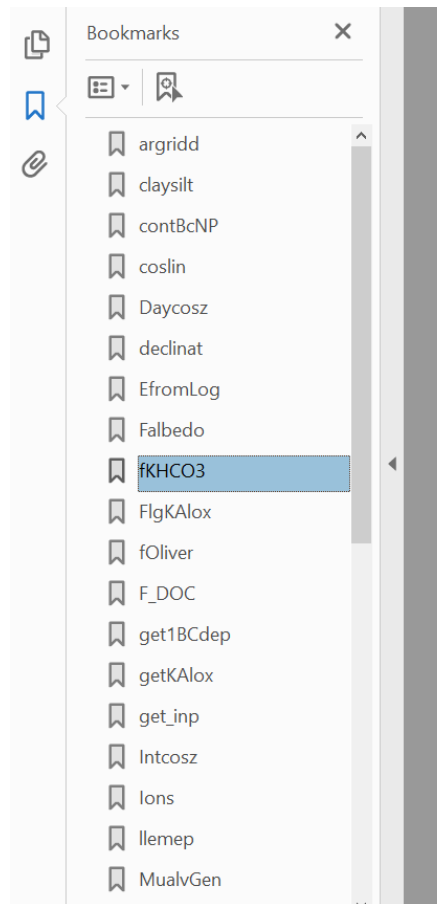 Bookmarks
argridd
claysilt
contBcNP
coslin
Daycosz
declinat
EfromLog
Falbedo
fKHCO3
FlgKAlox
fOliver
F_DOC
get1BCdep
getKAlox
get_inp
Intcosz
Ions
llemep
MualvGen